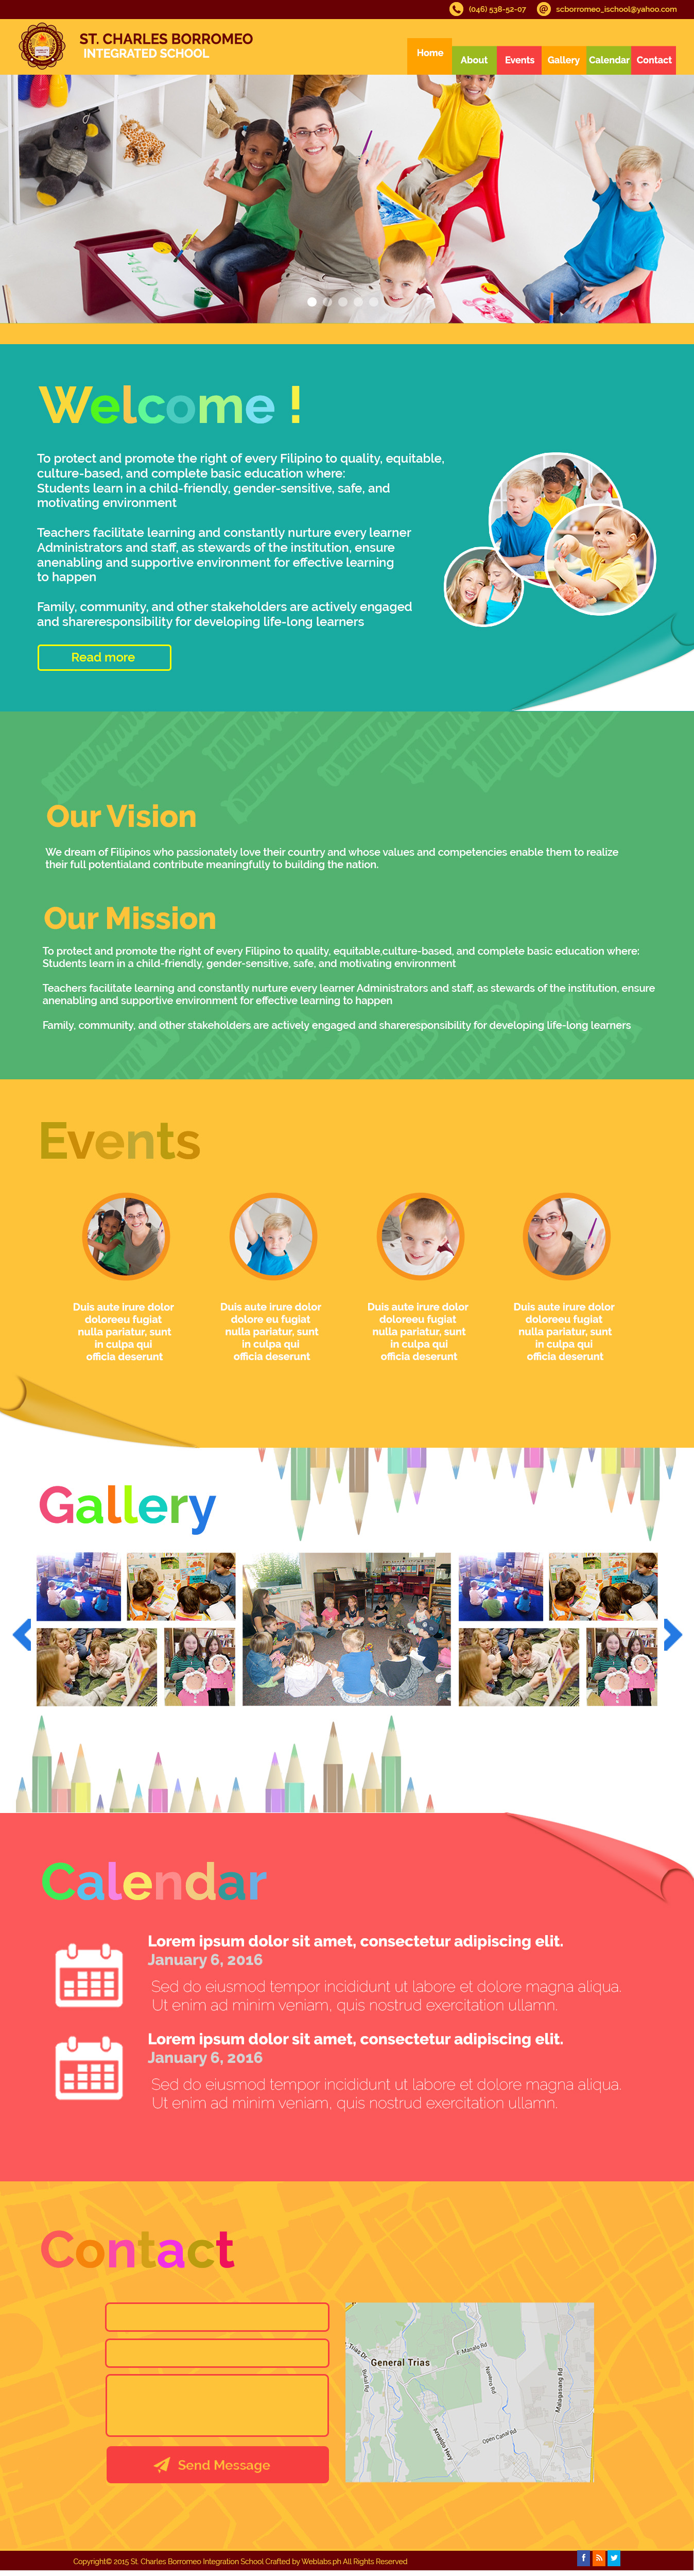 (046) 538-52-07 scborromeo_ischool@yahoo.com
ST. CHARLES BORROMEO
INTEGRATED SCHOOL
Home About Events Gallery Calendar Contact
Welcome !
To protect and promote the right of every Filipino to quality, equitable,
culture-based, and complete basic education where:
Students learn in a child-friendly, gender-sensitive, safe, and
motivating environment
Teachers facilitate learning and constantly nurture every learner
Administrators and staff, as stewards of the institution, ensure
anenabling and supportive environment for effective learning
to happen
Family, community, and other stakeholders are actively engaged
and shareresponsibility for developing life-long learners
Read more
Our Vision
We dream of Filipinos who passionately love their country and whose values and competencies enable them to realize
their full potentialand contribute meaningfully to building the nation.
Our Mission
To protect and promote the right of every Filipino to quality, equitable,culture-based, and complete basic education where:
Students learn in a child-friendly, gender-sensitive, safe, and motivating environment
Teachers facilitate learning and constantly nurture every learner Administrators and staff, as stewards of the institution, ensure
anenabling and supportive environment for effective learning to happen
Family, community, and other stakeholders are actively engaged and shareresponsibility for developing life-long learners
Events
Duis aute irure dolor
doloreeu fugiat
nulla pariatur, sunt
in culpa qui
officia deserunt
Duis aute irure dolor
dolore eu fugiat
nulla pariatur, sunt
in culpa qui
officia deserunt
Duis aute irure dolor
doloreeu fugiat
nulla pariatur, sunt
in culpa qui
officia deserunt
Duis aute irure dolor
doloreeu fugiat
nulla pariatur, sunt
in culpa qui
officia deserunt
Gallery
Calendar
Lorem ipsum dolor sit amet, consectetur adipiscing elit.
January 6, 2016
Sed do eiusmod tempor incididunt ut labore et dolore magna aliqua.
Ut enim ad minim veniam, quis nostrud exercitation ullamn.
Lorem ipsum dolor sit amet, consectetur adipiscing elit.
January 6, 2016
Sed do eiusmod tempor incididunt ut labore et dolore magna aliqua.
Ut enim ad minim veniam, quis nostrud exercitation ullamn.
Contact
Send Message
Trias Dr
General Trias
F. Manalo Rd
Bukal Rd
Navarro Rd
Malagasang Rd
Arnaldo Hwy
Open Canal Rd
Copyright© 2015 St. Charles Borromeo Integration School Crafted by Weblabs.ph All Rights Reserved